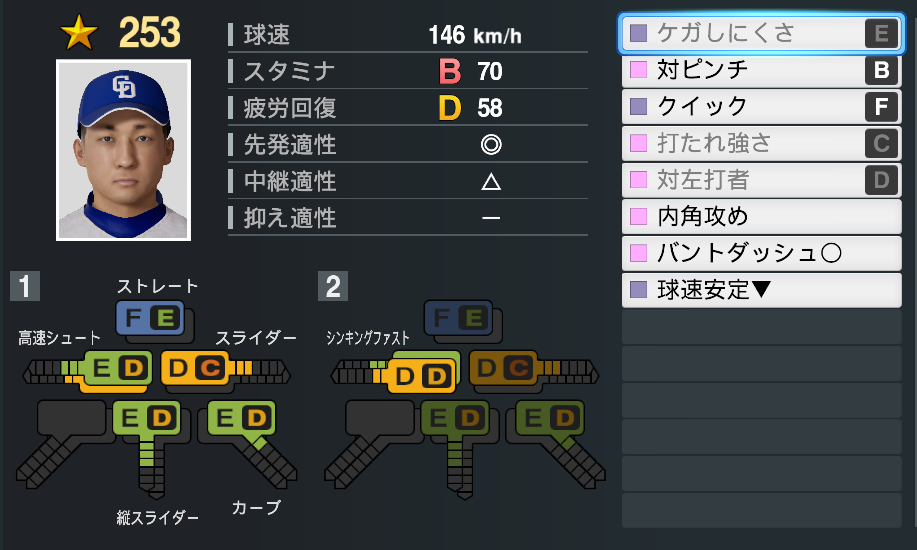 ★ 253
CD
球速 146 km/h
スタミナ B 70
疲労回復 D 58
先発適性 ◎
中継適性 △
抑え適性 ―
ケガしにくさ E
対ピンチ B
クイック F
打たれ強さ C
対左打者 D
内角攻め
バントダッシュ○
球速安定▼
1
ストレート
F E
高速シュート
スライダー
E D
D C
E D
E D
縦スライダー
カーブ
2
F E
シンキングファスト
D D
D C
E D
E D